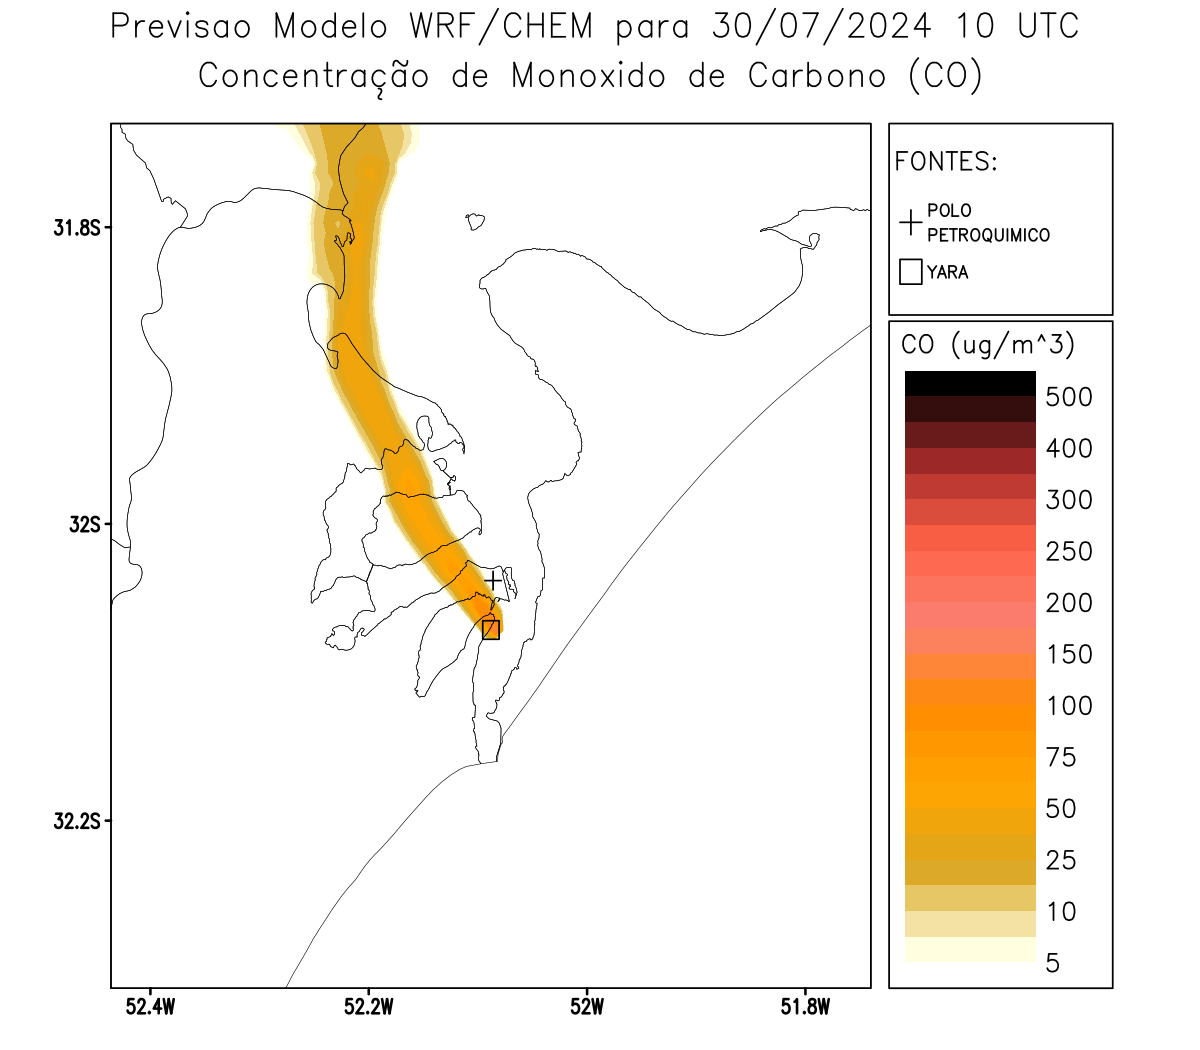 Previsao Modelo WRF/CHEM para 30/07/2024 10 UTC
Concentração de Monoxido de Carbono (CO)
FONTES:
POLO
PETROQUIMICO
YARA
CO (ug/m^3)
500
400
300
250
200
150
100
75
50
25
10
5
31.8S
32S
32.2S
52.4W
52.2W
52W
51.8W